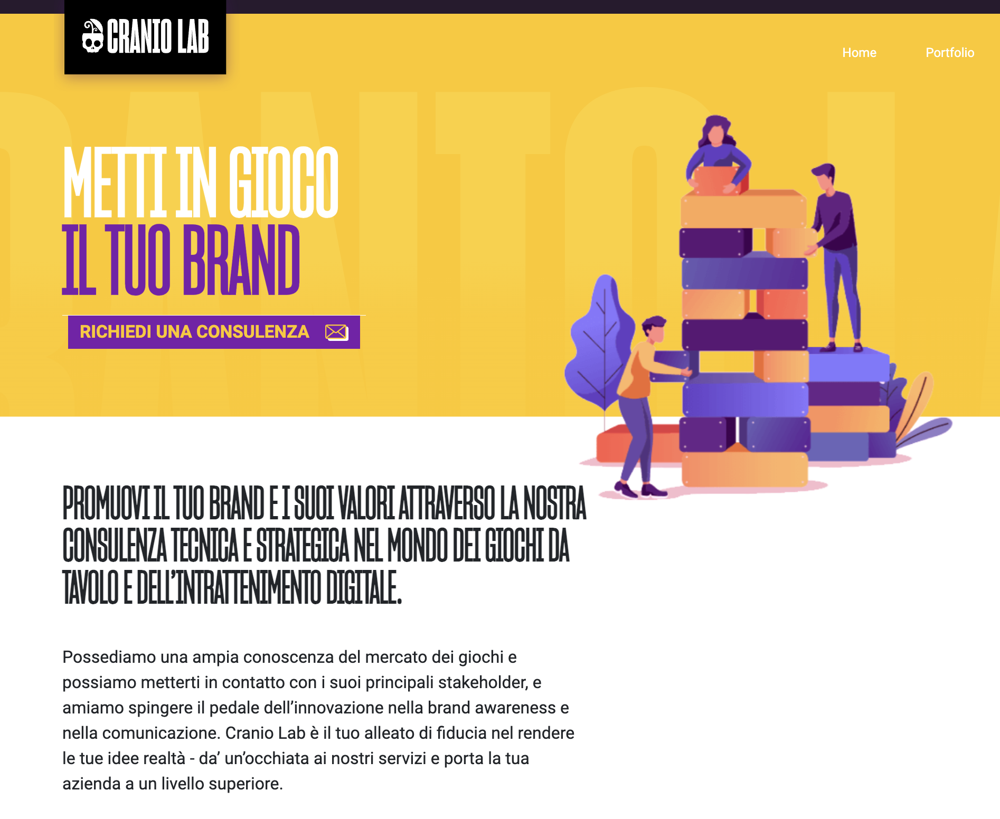 CRANIO LAB
Home
Portfolio
METTI IN GIOCO
IL TUO BRAND
RICHIEDI UNA CONSULENZA
PROMUOVI IL TUO BRAND E I SUOI VALORI ATTRAVERSO LA NOSTRA
CONSULENZA TECNICA E STRATEGICA NEL MONDO DEI GIOCHI DA
TAVOLO E DELL’INTRATTENIMENTO DIGITALE.
Possediamo una ampia conoscenza del mercato dei giochi e
possiamo metterti in contatto con i suoi principali stakeholder, e
amiamo spingere il pedale dell’innovazione nella brand awareness e
nella comunicazione. Cranio Lab è il tuo alleato di fiducia nel rendere
le tue idee realtà - da’ un’occhiata ai nostri servizi e porta la tua
azienda a un livello superiore.